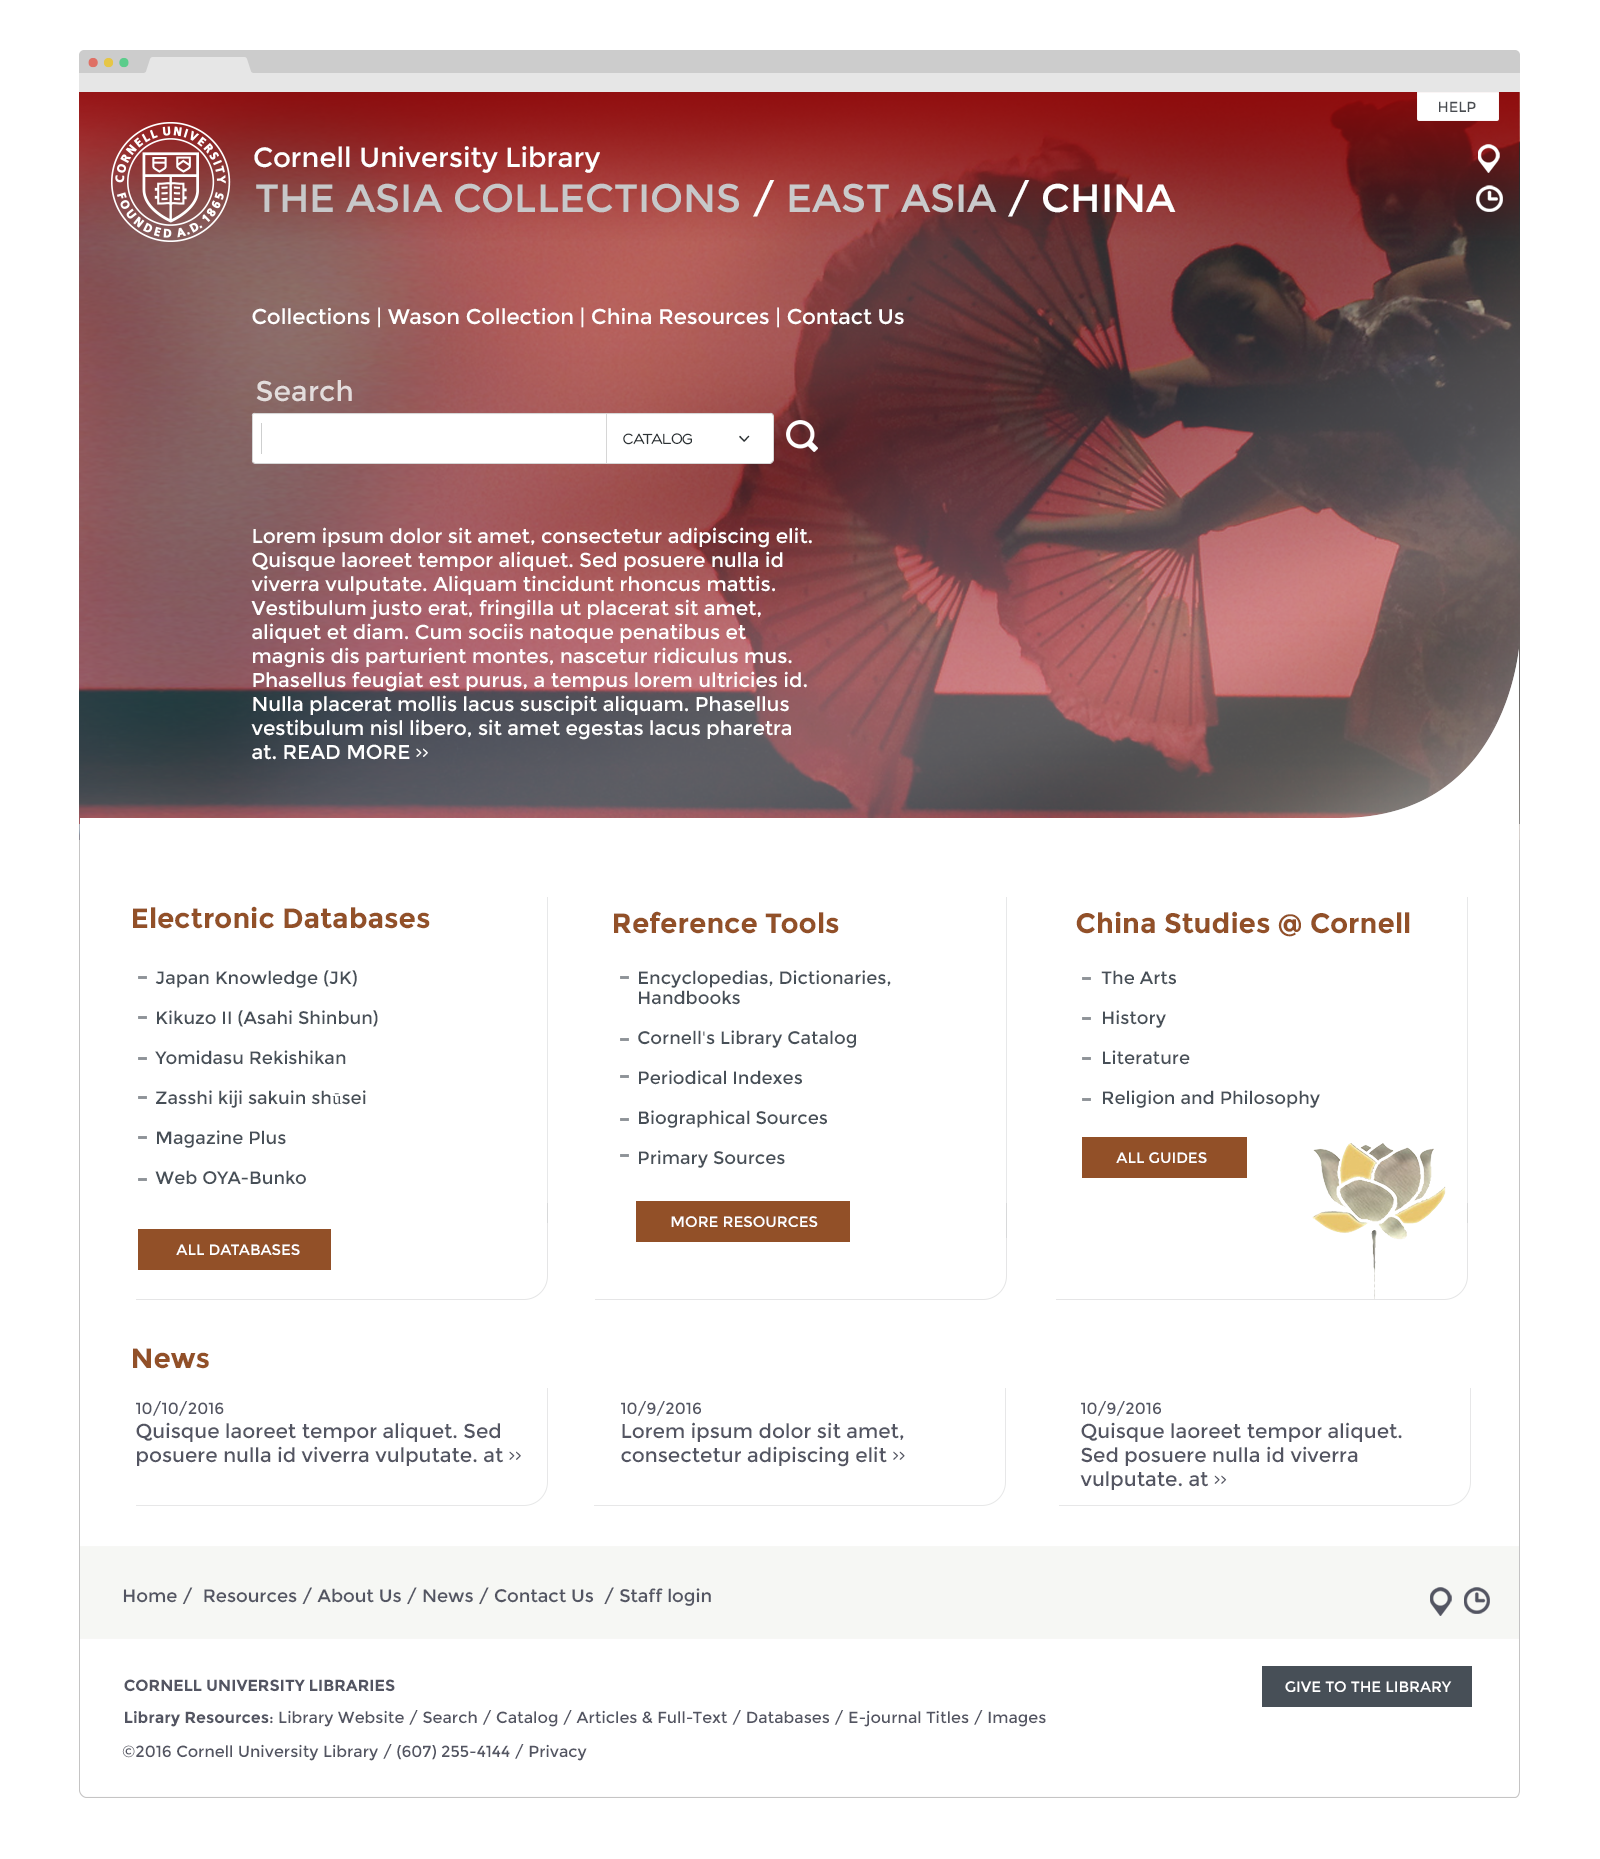 HELP
CORNELL UNIVERSITY
FOUNDED A.D. 1865
Cornell University Library
THE ASIA COLLECTIONS / EAST ASIA / CHINA
Collections | Wason Collection | China Resources | Contact Us
Search
CATALOG
Lorem ipsum dolor sit amet, consectetur adipiscing elit.
Quisque laoreet tempor aliquet. Sed posuere nulla id
viverra vulputate. Aliquam tincidunt rhoncus mattis.
Vestibulum justo erat, fringilla ut placerat sit amet,
aliquet et diam. Cum sociis natoque penatibus et
magnis dis parturient montes, nascetur ridiculus mus.
Phasellus feugiat est purus, a tempus lorem ultricies id.
Nulla placerat mollis lacus suscipit aliquam. Phasellus
vestibulum nisl libero, sit amet egestas lacus pharetra
at. READ MORE ››
Electronic Databases
– Japan Knowledge (JK)
– Kikuzo II (Asahi Shinbun)
– Yomidasu Rekishikan
– Zasshi kiji sakuin shūsei
– Magazine Plus
– Web OYA-Bunko
ALL DATABASES
Reference Tools
– Encyclopedias, Dictionaries,
Handbooks
– Cornell's Library Catalog
– Periodical Indexes
– Biographical Sources
– Primary Sources
MORE RESOURCES
China Studies @ Cornell
– The Arts
– History
– Literature
– Religion and Philosophy
ALL GUIDES
News
10/10/2016
Quisque laoreet tempor aliquet. Sed
posuere nulla id viverra vulputate. at ››
10/9/2016
Lorem ipsum dolor sit amet,
consectetur adipiscing elit ››
10/9/2016
Quisque laoreet tempor aliquet.
Sed posuere nulla id viverra
vulputate. at ››
Home / Resources / About Us / News / Contact Us / Staff login
CORNELL UNIVERSITY LIBRARIES
GIVE TO THE LIBRARY
Library Resources: Library Website / Search / Catalog / Articles & Full-Text / Databases / E-journal Titles / Images
©2016 Cornell University Library / (607) 255-4144 / Privacy